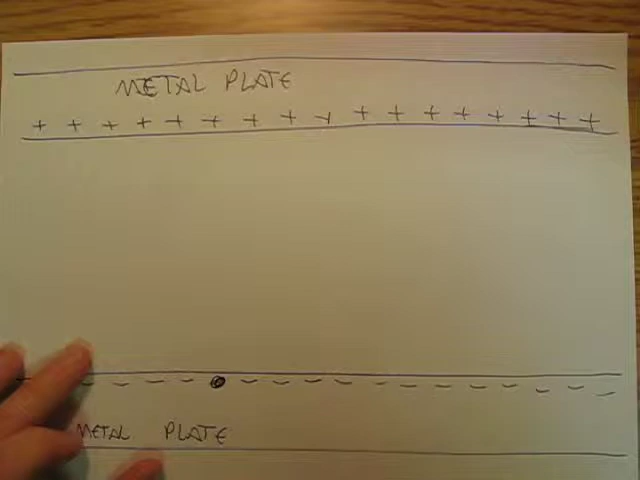 METAL PLATE
+ + + + + + + + + + + + + + + + +
- - - - - - - - - - - - - - - -
METAL PLATE